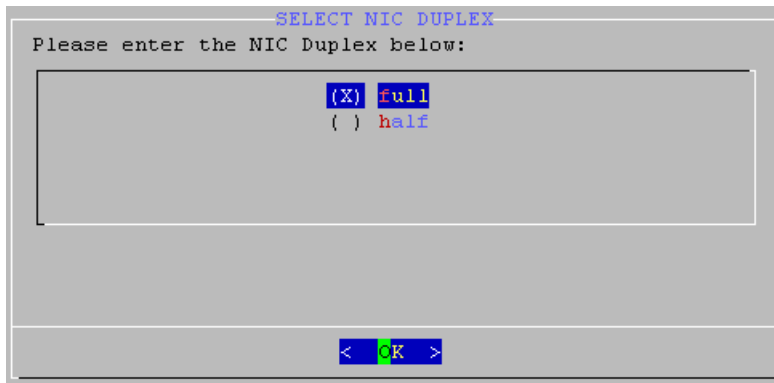 SELECT NIC DUPLEX
Please enter the NIC Duplex below:
(X) full
( ) half
< OK >